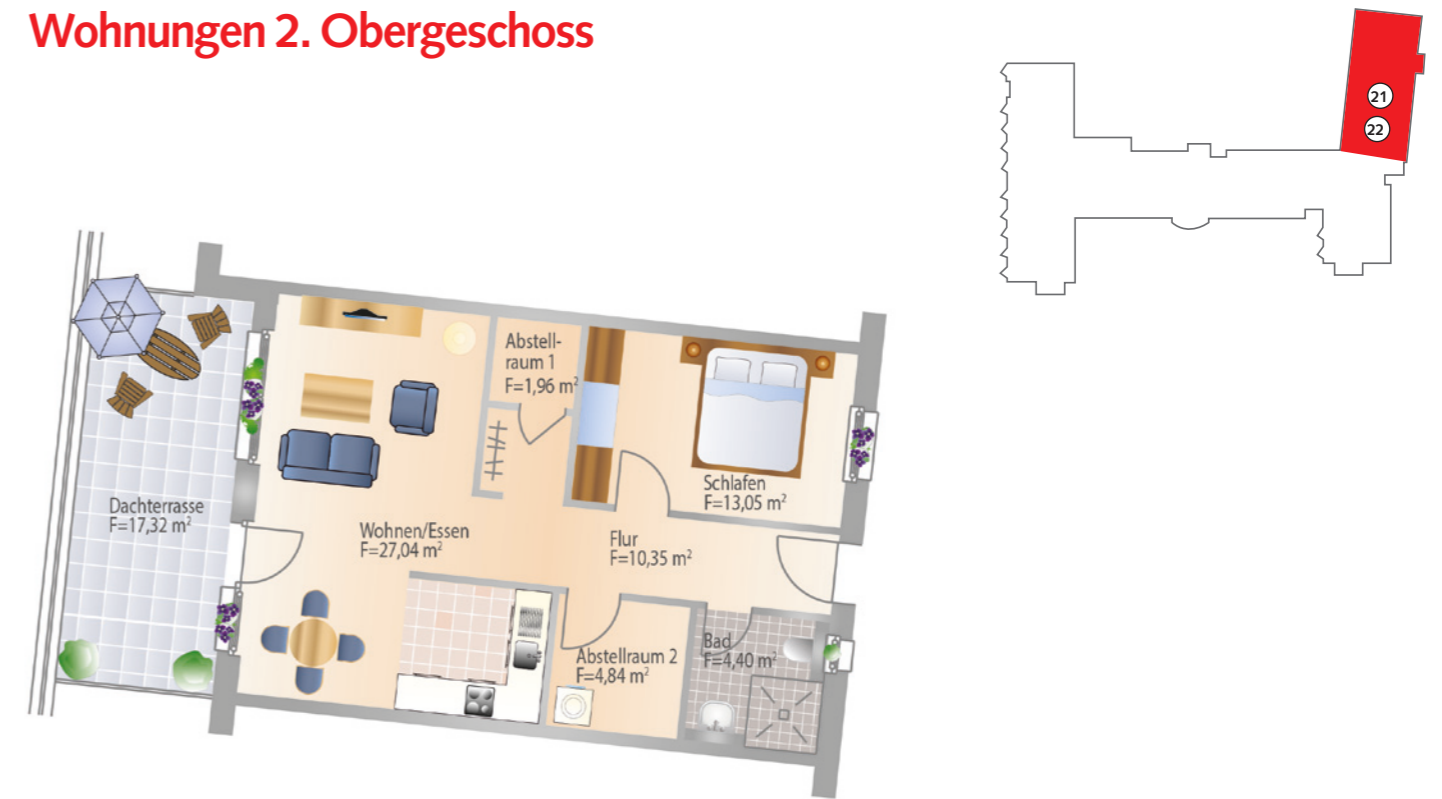 Wohnungen 2. Obergeschoss
21
22
Abstell-
raum 1
F=1,96 m²
Schlafen
F=13,05 m²
Dachterrasse
F=17,32 m²
Wohnen/Essen
F=27,04 m²
Flur
F=10,35 m²
Abstellraum 2
F=4,84 m²
Bad
F=4,40 m²